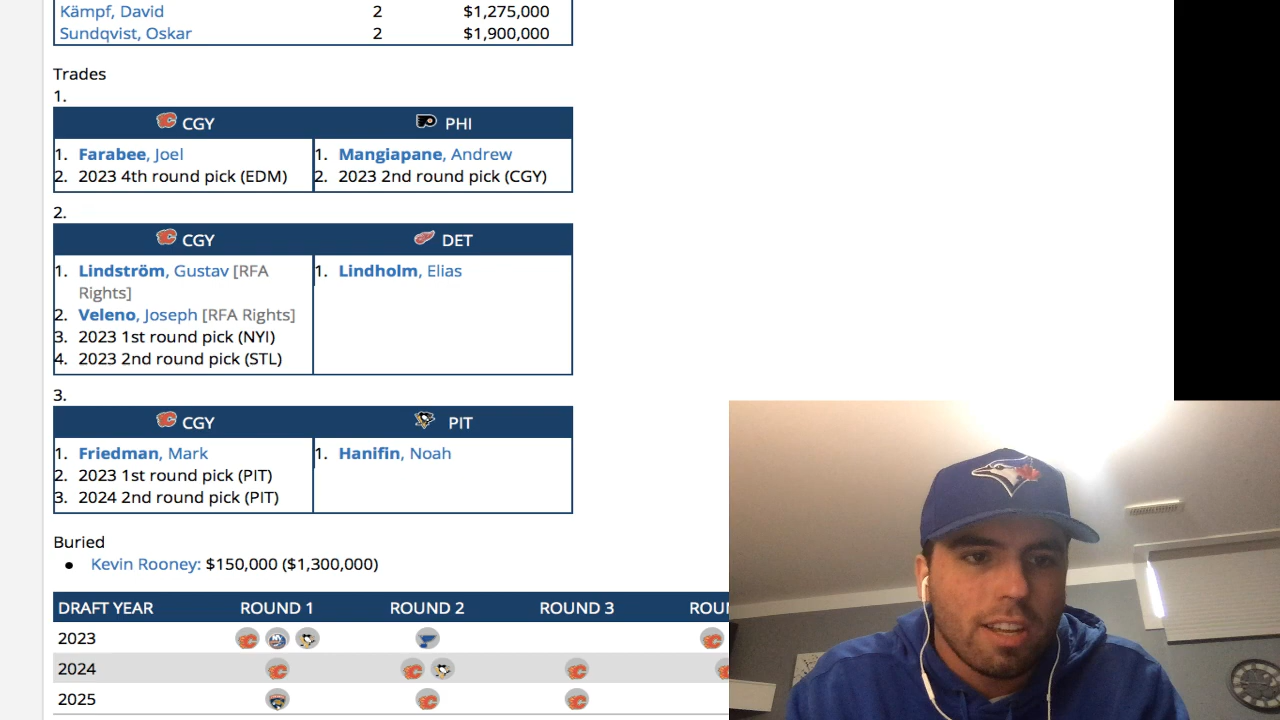 Kämpf, David 2 $1,275,000
Sundqvist, Oskar 2 $1,900,000
Trades
1.
CGY PHI
1. Farabee, Joel 1. Mangiapane, Andrew
2. 2023 4th round pick (EDM) 2. 2023 2nd round pick (CGY)
2.
CGY DET
1. Lindström, Gustav [RFA 1. Lindholm, Elias
Rights]
2. Veleno, Joseph [RFA Rights]
3. 2023 1st round pick (NYI)
4. 2023 2nd round pick (STL)
3.
CGY PIT
1. Friedman, Mark 1. Hanifin, Noah
2. 2023 1st round pick (PIT)
3. 2024 2nd round pick (PIT)
Buried
● Kevin Rooney: $150,000 ($1,300,000)
DRAFT YEAR ROUND 1 ROUND 2 ROUND 3 ROU
2023
2024
2025